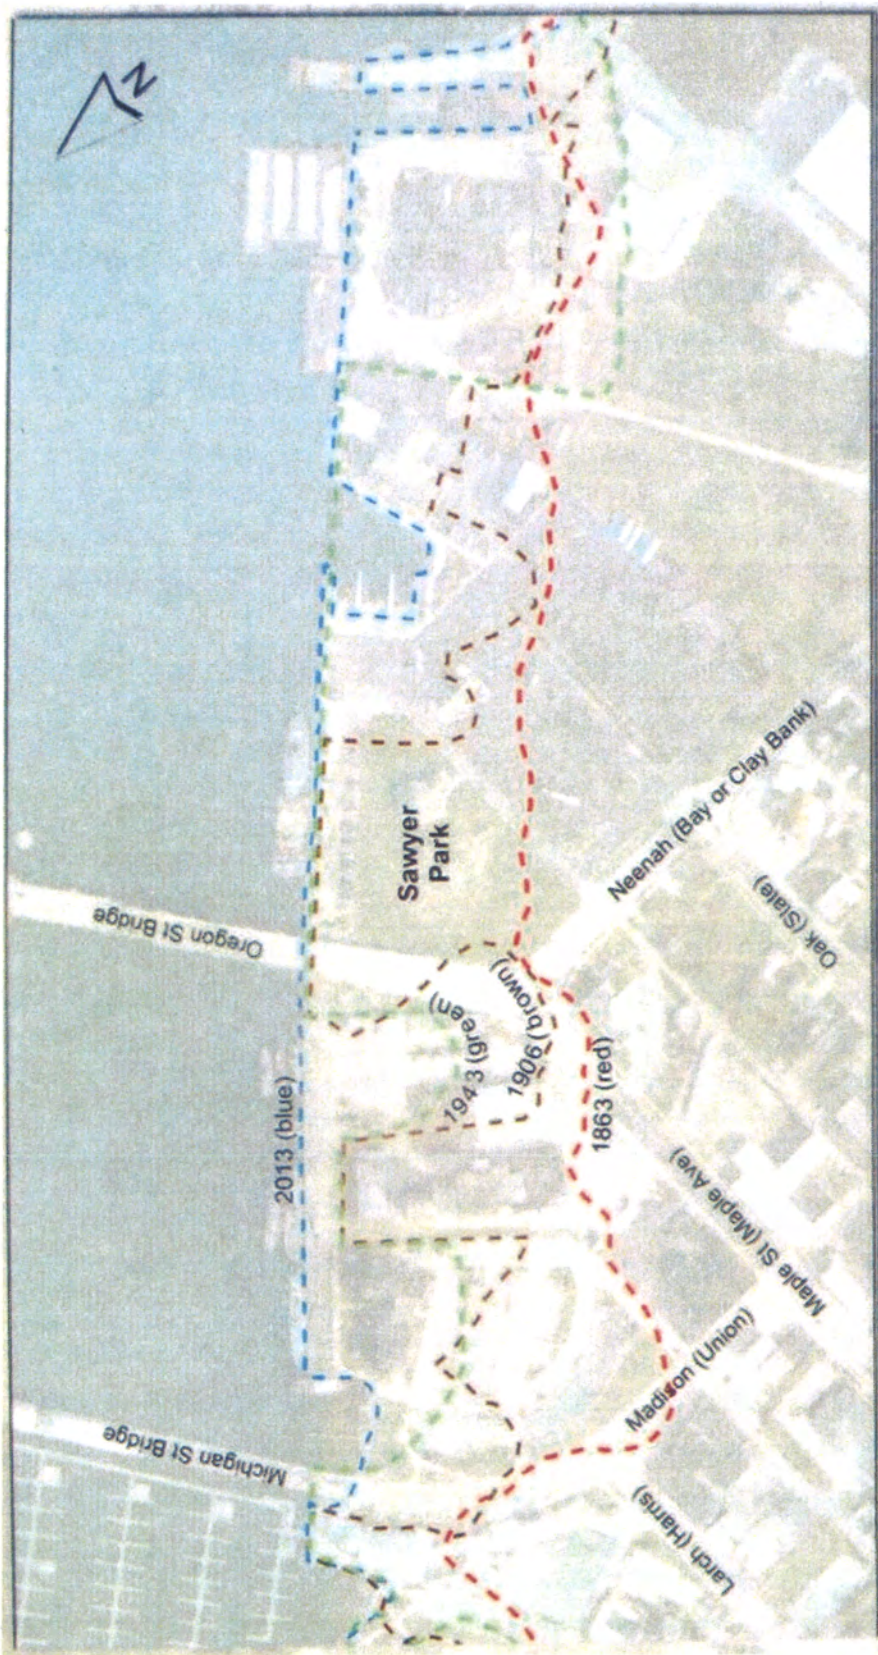 N
Sawyer
Park
Neenah (Bay or Clay Bank)
Oak (State)
Oregon St Bridge
1943 (green)
1906 (brown)
1863 (red)
2013 (blue)
Maple St (Maple Ave)
Madison (Union)
Michigan St Bridge
Larch (Harris)